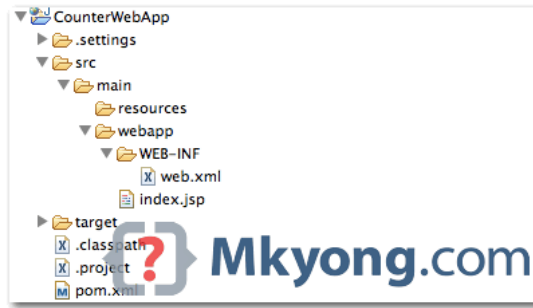 CounterWebApp
.settings
src
main
resources
webapp
WEB-INF
web.xml
index.jsp
target
.classpath
.project
pom.xml
Mkyong.com